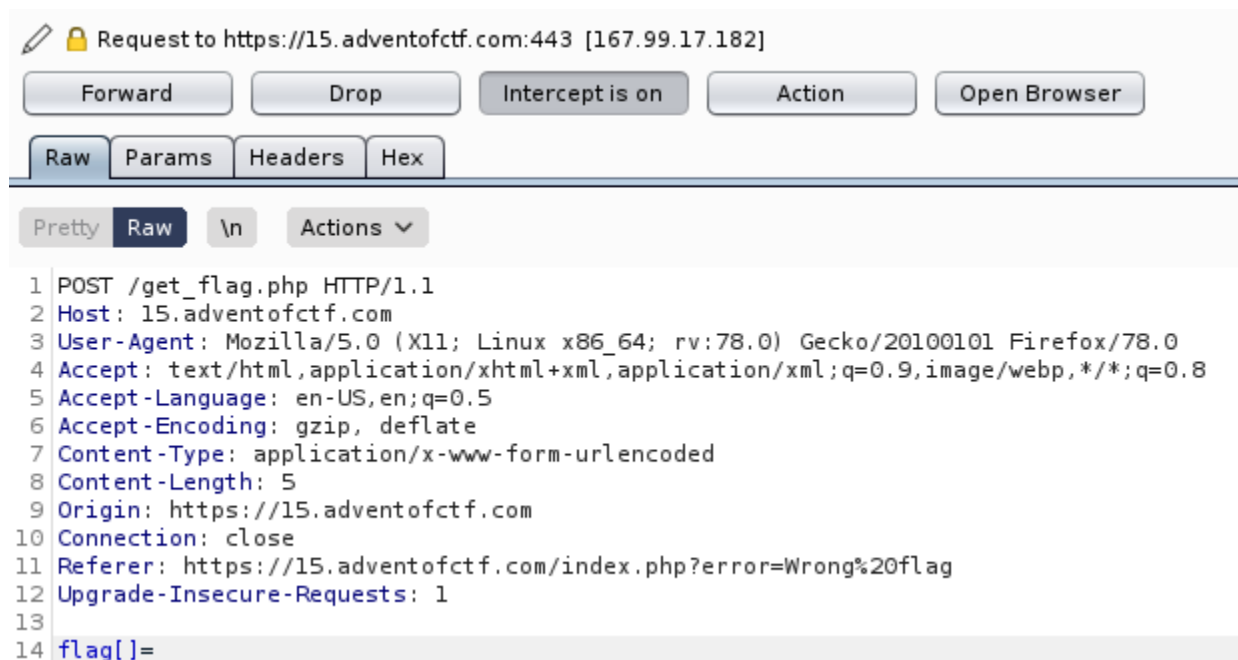 Request to https://15.adventofctf.com:443 [167.99.17.182]
Forward Drop Intercept is on Action Open Browser
Raw Params Headers Hex
Pretty Raw \n Actions
1 POST /get_flag.php HTTP/1.1
2 Host: 15.adventofctf.com
3 User-Agent: Mozilla/5.0 (X11; Linux x86_64; rv:78.0) Gecko/20100101 Firefox/78.0
4 Accept: text/html,application/xhtml+xml,application/xml;q=0.9,image/webp,*/*;q=0.8
5 Accept-Language: en-US,en;q=0.5
6 Accept-Encoding: gzip, deflate
7 Content-Type: application/x-www-form-urlencoded
8 Content-Length: 5
9 Origin: https://15.adventofctf.com
10 Connection: close
11 Referer: https://15.adventofctf.com/index.php?error=Wrong%20flag
12 Upgrade-Insecure-Requests: 1
13
14 flag[]=